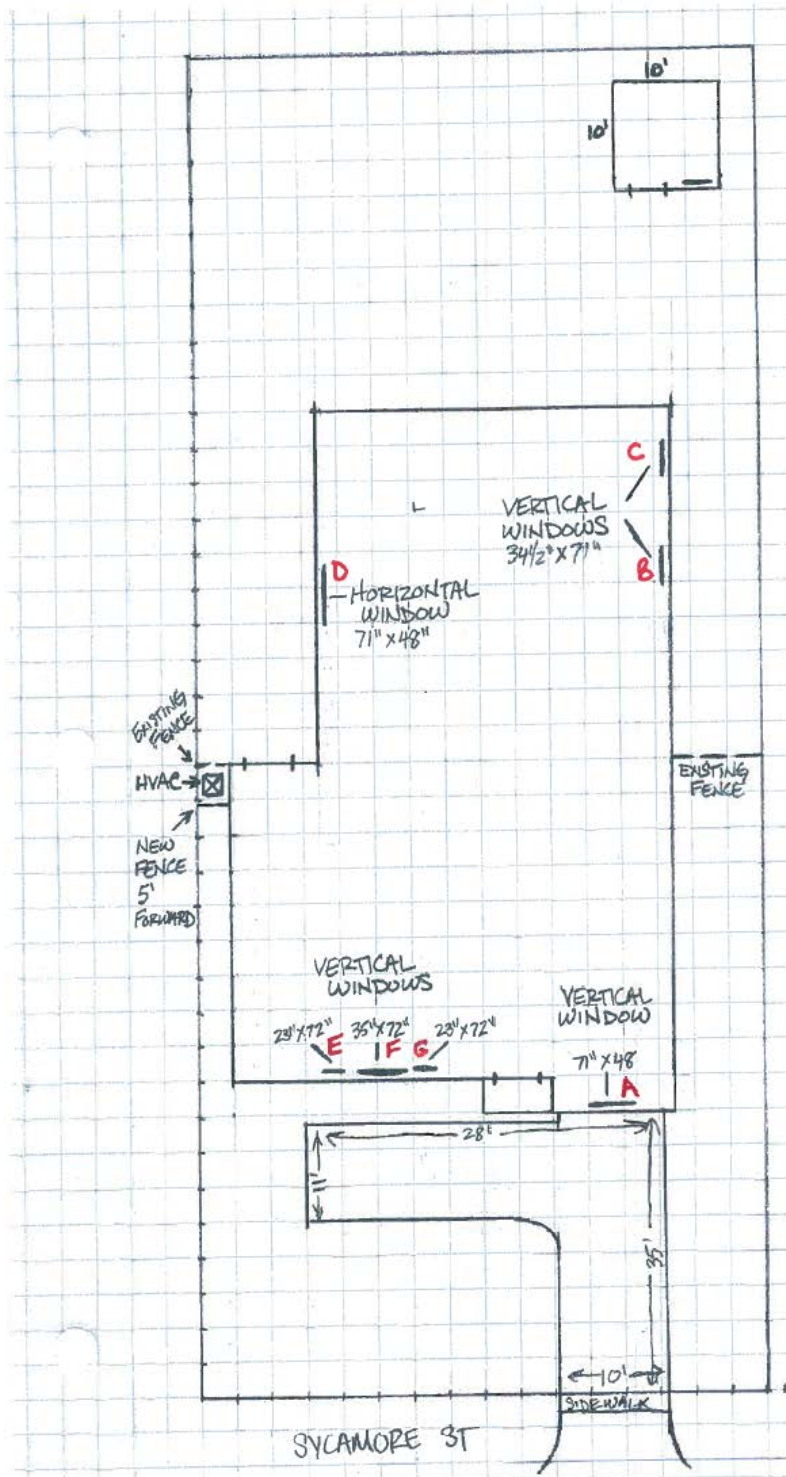 10'
10'
C
VERTICAL
WINDOWS
34½" X 71"
B
D
HORIZONTAL
WINDOW
71" X 48"
EXISTING
FENCE
HVAC
EXISTING
FENCE
NEW
FENCE
5'
FORWARD
VERTICAL
WINDOWS
23" X 72"
35" X 72"
23" X 72"
E
F
G
VERTICAL
WINDOW
71" X 48
A
28'
11'
35'
10'
SIDEWALK
SYCAMORE ST